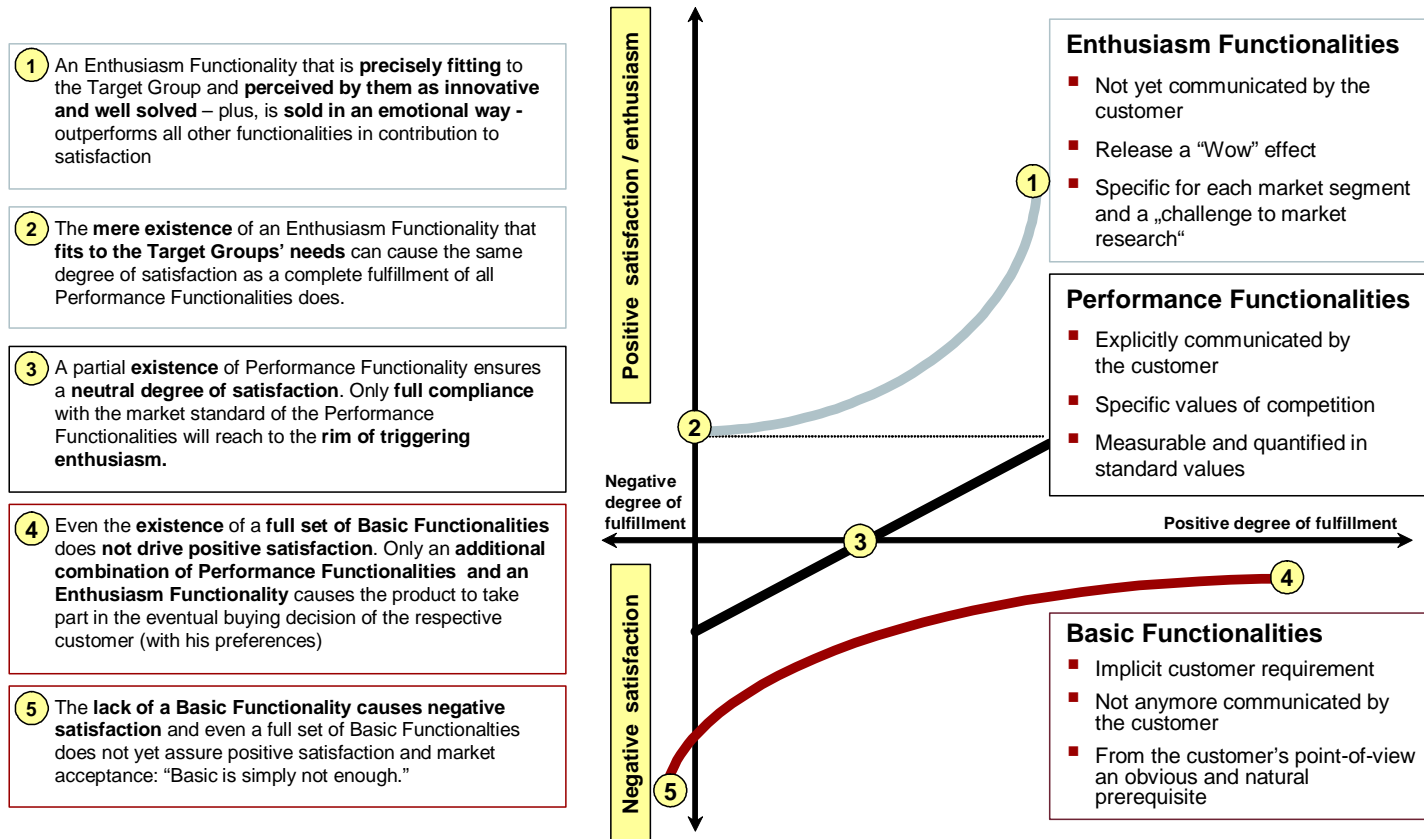 1
An Enthusiasm Functionality that is precisely fitting to
the Target Group and perceived by them as innovative
and well solved – plus, is sold in an emotional way -
outperforms all other functionalities in contribution to
satisfaction
2
The mere existence of an Enthusiasm Functionality that
fits to the Target Groups’ needs can cause the same
degree of satisfaction as a complete fulfillment of all
Performance Functionalities does.
3
A partial existence of Performance Functionality ensures
a neutral degree of satisfaction. Only full compliance
with the market standard of the Performance
Functionalities will reach to the rim of triggering
enthusiasm.
4
Even the existence of a full set of Basic Functionalities
does not drive positive satisfaction. Only an additional
combination of Performance Functionalities and an
Enthusiasm Functionality causes the product to take
part in the eventual buying decision of the respective
customer (with his preferences)
5
The lack of a Basic Functionality causes negative
satisfaction and even a full set of Basic Functionalties
does not yet assure positive satisfaction and market
acceptance: “Basic is simply not enough.”
Positive satisfaction / enthusiasm
Negative satisfaction
Negative
degree of
fulfillment
Positive degree of fulfillment
1
2
3
4
5
Enthusiasm Functionalities
Not yet communicated by the
customer
Release a “Wow” effect
Specific for each market segment
and a „challenge to market
research“
Performance Functionalities
Explicitly communicated by
the customer
Specific values of competition
Measurable and quantified in
standard values
Basic Functionalities
Implicit customer requirement
Not anymore communicated by
the customer
From the customer’s point-of-view
an obvious and natural
prerequisite